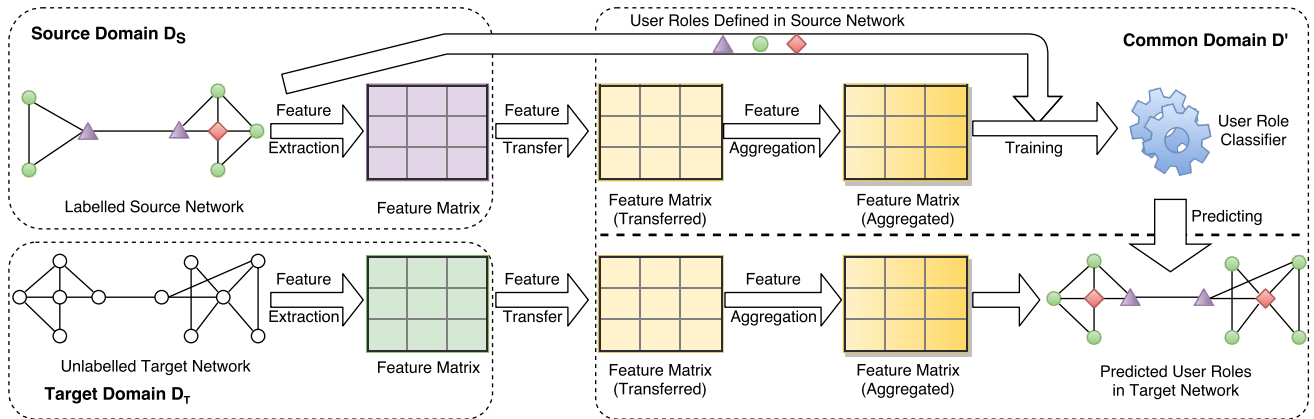 User Roles Defined in Source Network
Source Domain DS
Common Domain D'
Feature
Extraction
Feature
Transfer
Feature
Aggregation
Training
User Role
Classifier
Labelled Source Network
Feature Matrix
Feature Matrix
(Transferred)
Feature Matrix
(Aggregated)
Predicting
Feature
Extraction
Feature
Transfer
Feature
Aggregation
Unlabelled Target Network
Feature Matrix
Feature Matrix
(Transferred)
Feature Matrix
(Aggregated)
Predicted User Roles
in Target Network
Target Domain DT